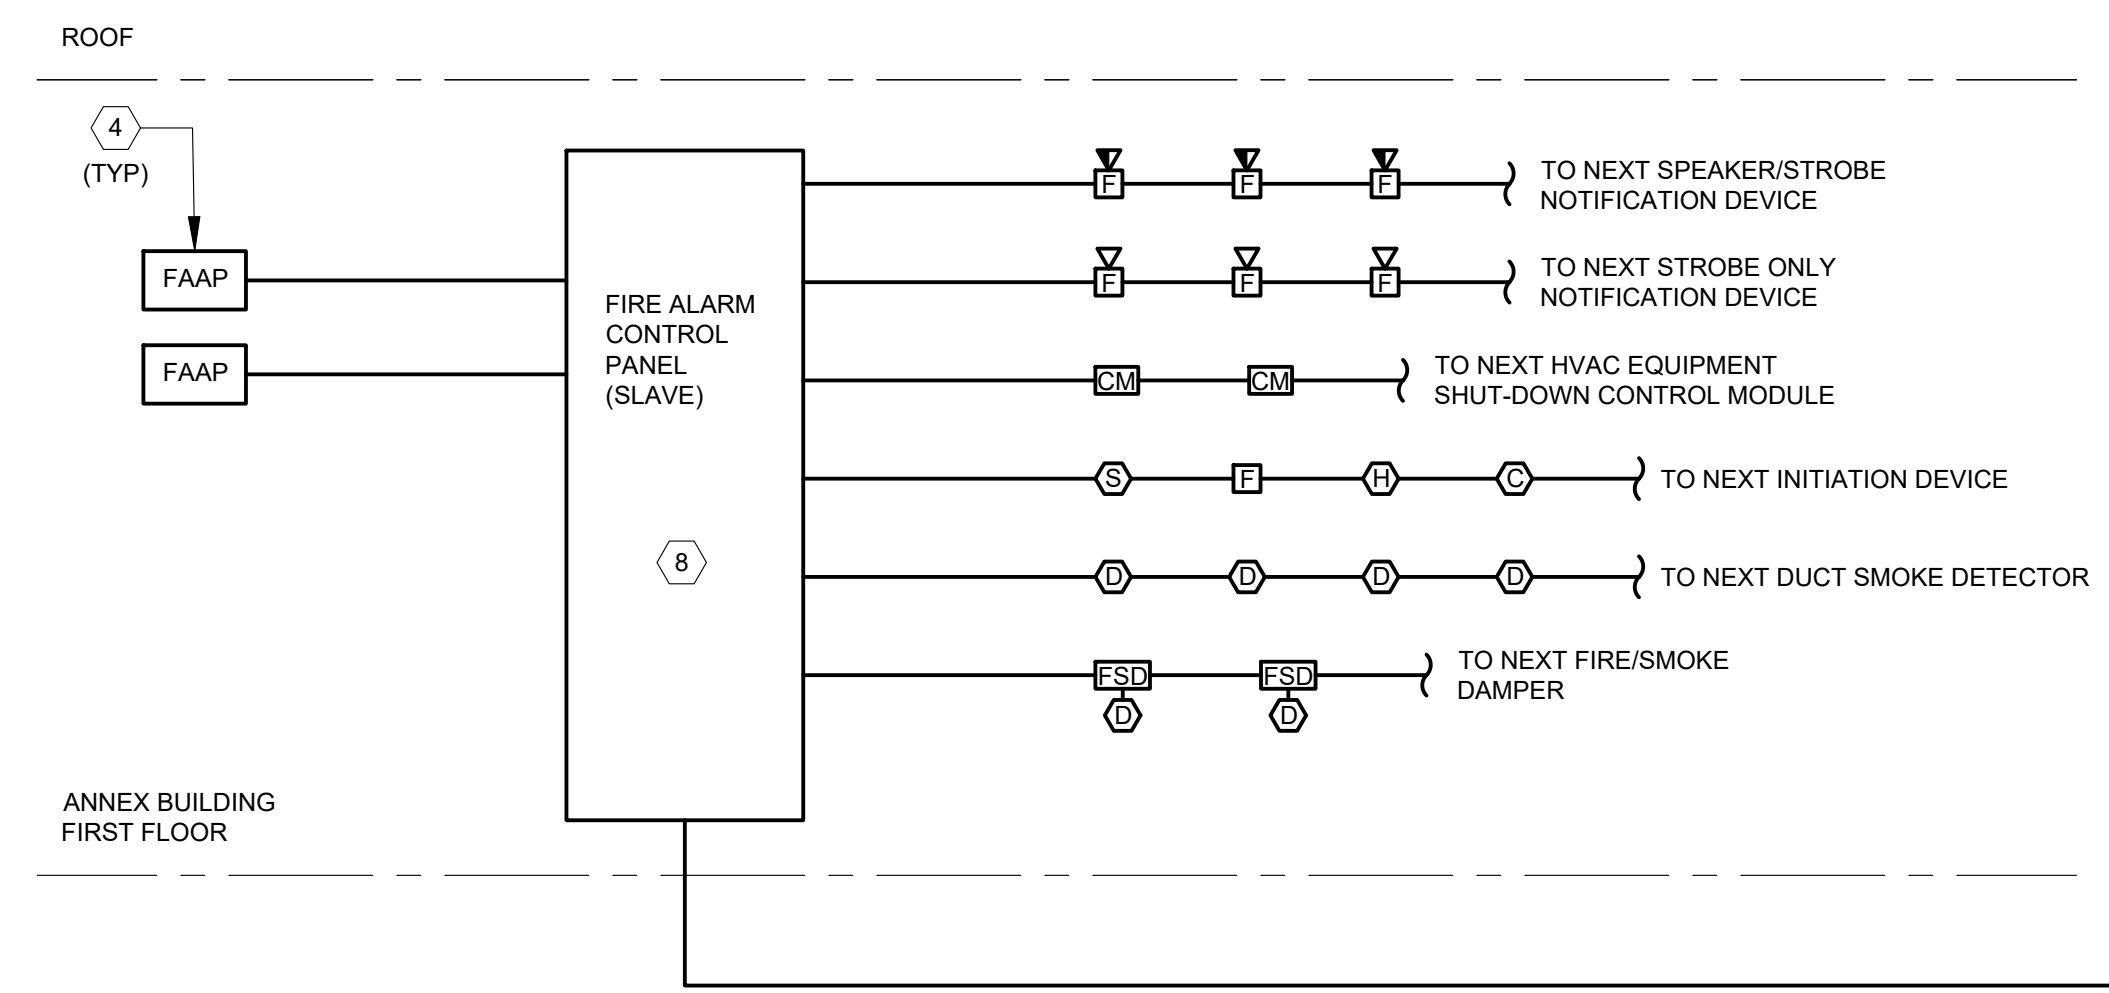 ROOF
4
(TYP)
FAAP
FAAP
FIRE ALARM
CONTROL
PANEL
(SLAVE)
8
F F F
TO NEXT SPEAKER/STROBE
NOTIFICATION DEVICE
F F F
TO NEXT STROBE ONLY
NOTIFICATION DEVICE
CM CM
TO NEXT HVAC EQUIPMENT
SHUT-DOWN CONTROL MODULE
S F H C
TO NEXT INITIATION DEVICE
D D D D
TO NEXT DUCT SMOKE DETECTOR
FSD FSD
D D
TO NEXT FIRE/SMOKE
DAMPER
ANNEX BUILDING
FIRST FLOOR